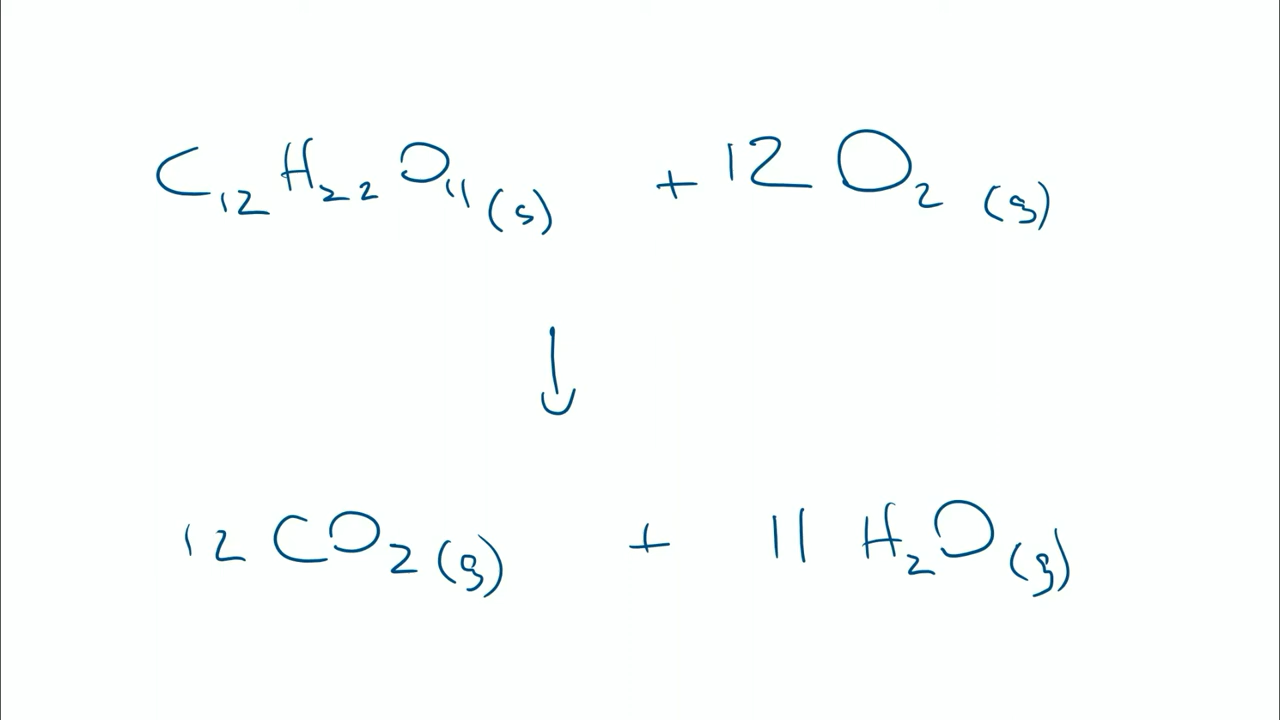 C₁₂H₂₂O₁₁(s) + 12 O₂(g)
↓
12 CO₂(g) + 11 H₂O(g)